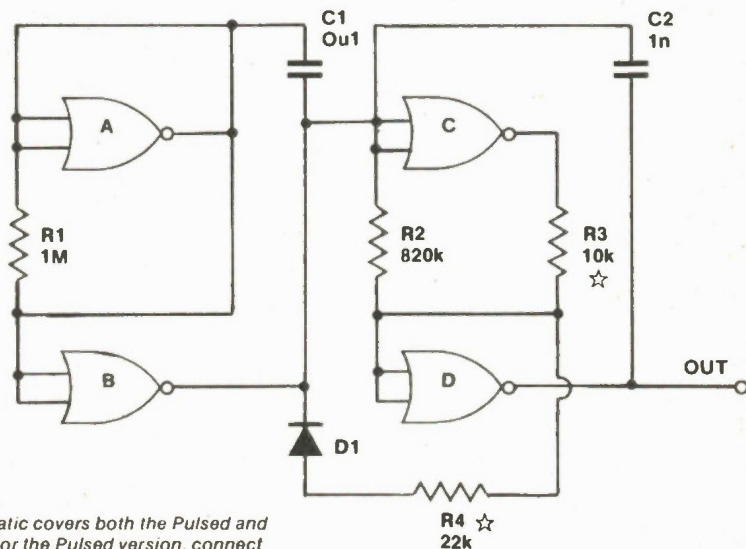 C1
Ou1
C2
1n
A
C
R1
1M
R2
820k
R3
10k
☆
B
D
OUT
D1
R4 ☆
22k
atic covers both the Pulsed and
or the Pulsed version, connect